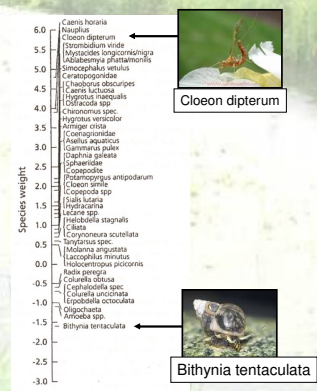 Caenis horaria
Nauplius
Cloeon dipterum
Strombidium viride
Mystacides longicornis/nigra
Ablabesmyia phatta/monilis
Simocephalus vetulus
Ceratopogonidae
Chaoborus obscuripes
Caenis luctuosa
Hygrotus inaequalis
Ostracoda spp
Chironomus spec.
Hygrotus versicolor
Armiger crista
Coenagrionidae
Asellus aquaticus
Gammarus pulex
Daphnia galeata
Sphaeriidae
Copepodite
Potamopyrgus antipodarum
Cloeon simile
Copepoda spp
Sialis lutaria
Hydracarina
Lecane spp.
Helobdella stagnalis
Ciliata
Corynoneura scutellata
Tanytarsus spec.
Molanna angustata
Laccophilus minutus
Holocentropus picicornis
Radix peregra
Colurella obtusa
Cephalodella spec
Colurella uncinata
Erpobdella octoculata
Oligochaeta
Amoeba spp.
Bithynia tentaculata
6.0
5.5
5.0
4.5
4.0
3.5
3.0
2.5
2.0
1.5
1.0
0.5
0.0
-0.5
-1.0
-1.5
-2.0
-2.5
-3.0
Species weight
Cloeon dipterum
Bithynia tentaculata